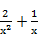 2/x² + 1/x